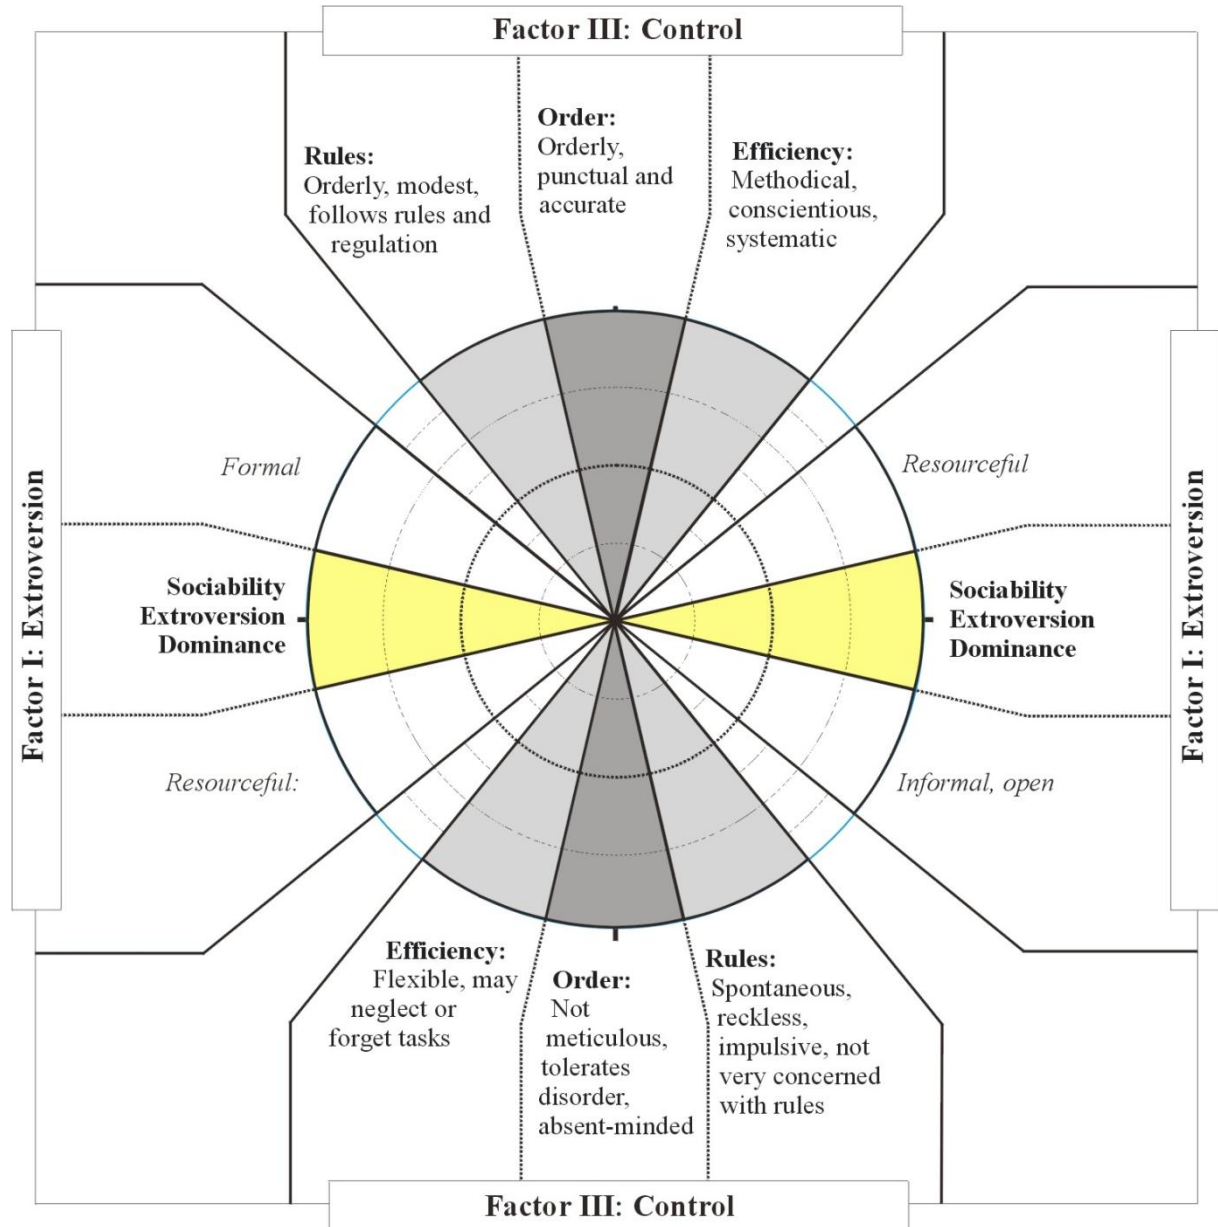 Factor III: Control
Order:
Orderly,
punctual and
accurate
Rules:
Orderly, modest,
follows rules and
regulation
Efficiency:
Methodical,
conscientious,
systematic
Formal
Resourceful
Factor I: Extroversion
Sociability
Extroversion
Dominance
Sociability
Extroversion
Dominance
Factor I: Extroversion
Resourceful:
Informal, open
Efficiency:
Flexible, may
neglect or
forget tasks
Order:
Not
meticulous,
tolerates
disorder,
absent-minded
Rules:
Spontaneous,
reckless,
impulsive, not
very concerned
with rules
Factor III: Control